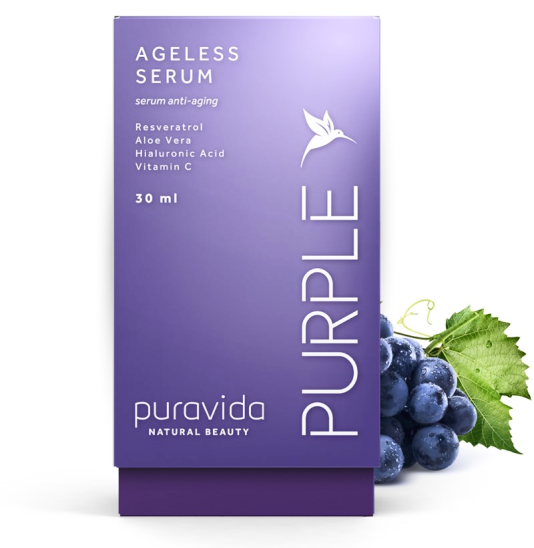 AGELESS
SERUM
serum anti-aging
Resveratrol
Aloe Vera
Hialuronic Acid
Vitamin C
30 ml
PURPLE
puravida
NATURAL BEAUTY